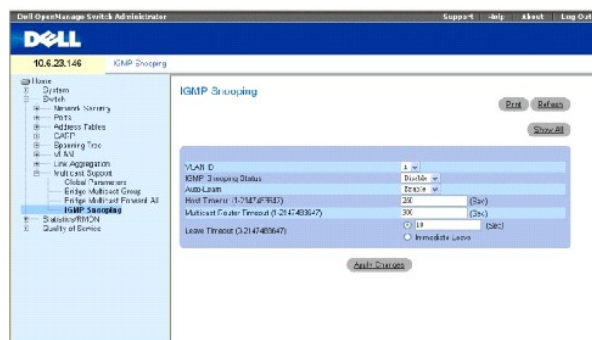 Dell OpenManage Switch Administrator
Support Help About Log Out
DELL
10.6.23.146 IGMP Snooping
Home
System
Switch
Network Security
Ports
Address Tables
GARP
Spanning Tree
VLAN
Link Aggregation
Multicast Support
Global Parameters
Bridge Multicast Group
Bridge Multicast Forward All
IGMP Snooping
Statistics/RMON
Quality of Service
IGMP Snooping
Print Refresh
Show All
VLAN ID 1
IGMP Snooping Status Disable
Auto-Learn Enable
Host Timeout (1-2147483647) 260 (Sec)
Multicast Router Timeout (1-2147483647) 300 (Sec)
Leave Timeout (0-2147483647) 10 (Sec)
Immediate Leave
Apply Changes